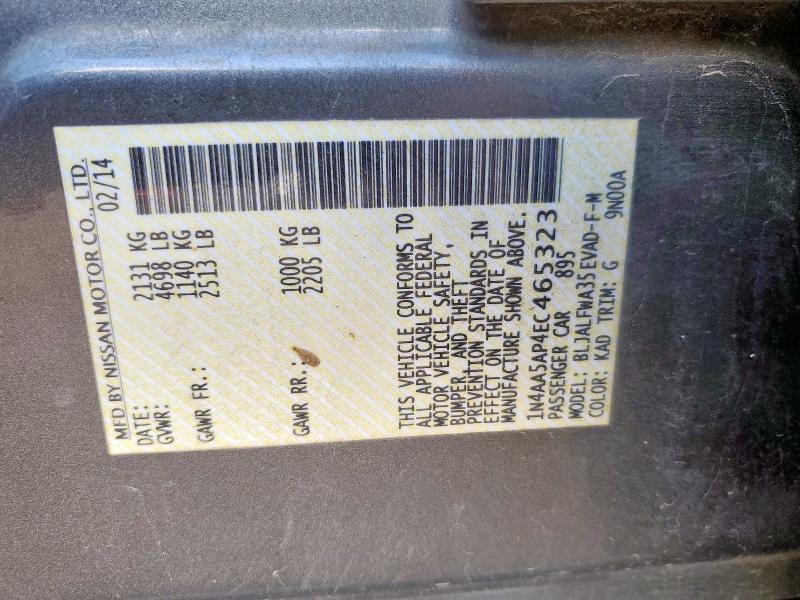 MFD BY NISSAN MOTOR CO., LTD.
DATE: 02/14
GVWR: 2131 KG
4698 LB
GAWR FR.: 1140 KG
2513 LB
GAWR RR.: 1000 KG
2205 LB
THIS VEHICLE CONFORMS TO
ALL APPLICABLE FEDERAL
MOTOR VEHICLE SAFETY,
BUMPER, AND THEFT
PREVENTION STANDARDS IN
EFFECT ON THE DATE OF
MANUFACTURE SHOWN ABOVE.
1N4AA5AP4EC465323
PASSENGER CAR 895
MODEL: BLJALFWA35EVAD-F-M
COLOR: KAD TRIM: G 9N00A